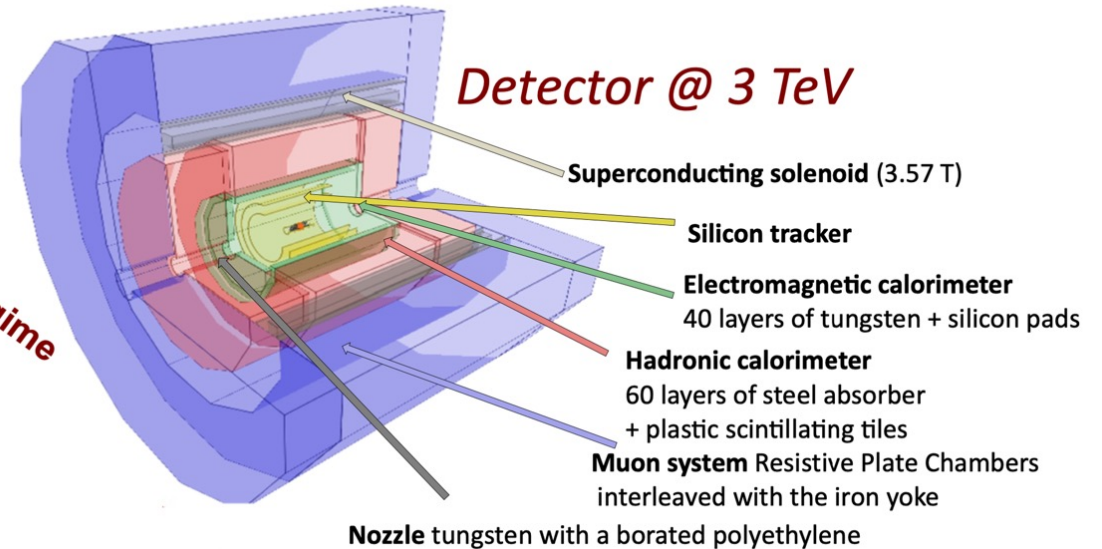 Detector @ 3 TeV
Superconducting solenoid (3.57 T)
Silicon tracker
Electromagnetic calorimeter
40 layers of tungsten + silicon pads
ime
Hadronic calorimeter
60 layers of steel absorber
+ plastic scintillating tiles
Muon system Resistive Plate Chambers
interleaved with the iron yoke
Nozzle tungsten with a borated polyethylene